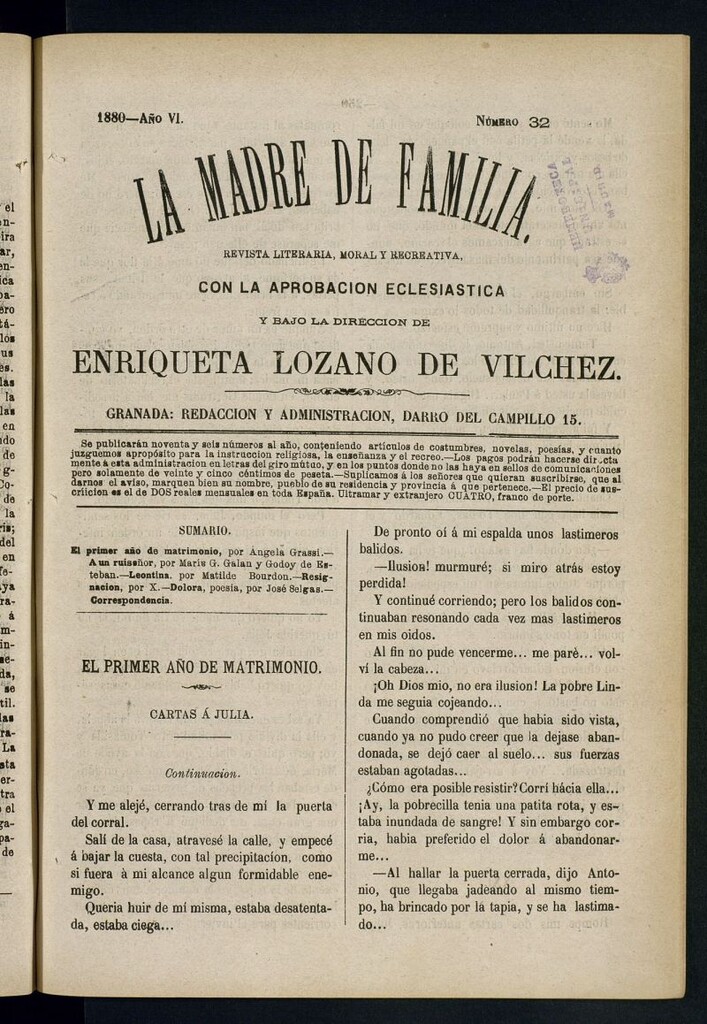 1880—Año VI.
Número 32
LA MADRE DE FAMILIA.
REVISTA LITERARIA, MORAL Y RECREATIVA,
CON LA APROBACION ECLESIASTICA
Y BAJO LA DIRECCION DE
ENRIQUETA LOZANO DE VILCHEZ.
GRANADA: REDACCION Y ADMINISTRACION, DARRO DEL CAMPILLO 15.
Se publicarán noventa y seis números al año, conteniendo artículos de costumbres, novelas, poesías, y cuanto
juzguemos apropósito para la instruccion religiosa, la enseñanza y el recreo.—Los pagos podrán hacerse directa
mente á esta administracion en letras del giro mútuo, y en los puntos donde no las haya en sellos de comunicaciones
pero solamente de veinte y cinco céntimos de peseta.—Suplicamos á los señores que quieran suscribirse, que al
darnos el aviso, marquen bien su nombre, pueblo de su residencia y provincia á que pertenece.—El precio de sus-
cricion es el de DOS reales mensuales en toda España. Ultramar y extranjero CUATRO, franco de porte.
SUMARIO.
El primer año de matrimonio, por Angela Grassi.—
A un ruiseñor, por María G. Galan y Godoy de Es-
teban.—Leontina. por Matilde Bourdon.—Resig-
nacion, por X.—Dolora, poesia, por José Selgas.—
Correspondencia.
EL PRIMER AÑO DE MATRIMONIO.
CARTAS Á JULIA.
Continuacion.
Y me alejé, cerrando tras de mí la puerta
del corral.
Salí de la casa, atravesé la calle, y empecé
á bajar la cuesta, con tal precipitacion, como
si fuera á mi alcance algun formidable ene-
migo.
Queria huir de mí misma, estaba desatenta-
da, estaba ciega...
De pronto oí á mi espalda unos lastimeros
balidos.
—Ilusion! murmuré; si miro atrás estoy
perdida!
Y continué corriendo; pero los balidos con-
tinuaban resonando cada vez mas lastimeros
en mis oidos.
Al fin no pude vencerme... me paré... vol-
ví la cabeza...
¡Oh Dios mio, no era ilusion! La pobre Lin-
da me seguia cojeando...
Cuando comprendió que habia sido vista,
cuando ya no pudo creer que la dejase aban-
donada, se dejó caer al suelo... sus fuerzas
estaban agotadas...
¿Cómo era posible resistir? Corrí hácia ella...
¡Ay, la pobrecilla tenia una patita rota, y es-
taba inundada de sangre! Y sin embargo cor-
ria, habia preferido el dolor á abandonar-
me...
—Al hallar la puerta cerrada, dijo Anto-
nio, que llegaba jadeando al mismo tiem-
po, ha brincado por la tapia, y se ha lastima-
do...